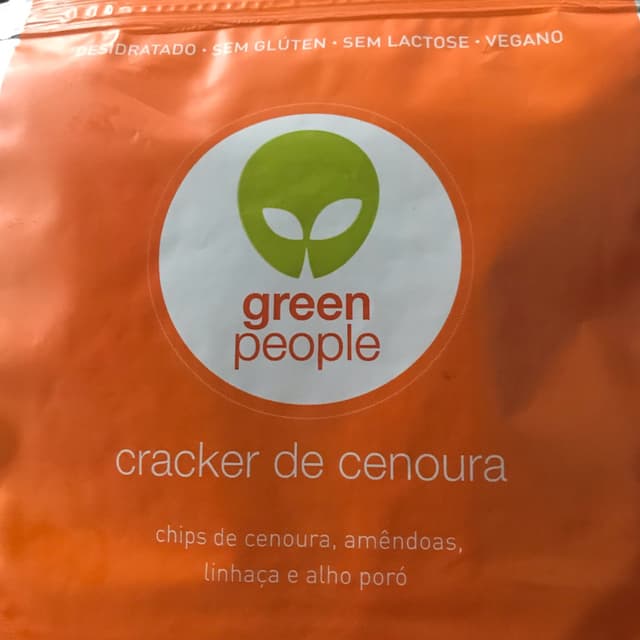 DESIDRATADO · SEM GLÚTEN · SEM LACTOSE · VEGANO
green
people
cracker de cenoura
chips de cenoura, amêndoas,
linhaça e alho poró